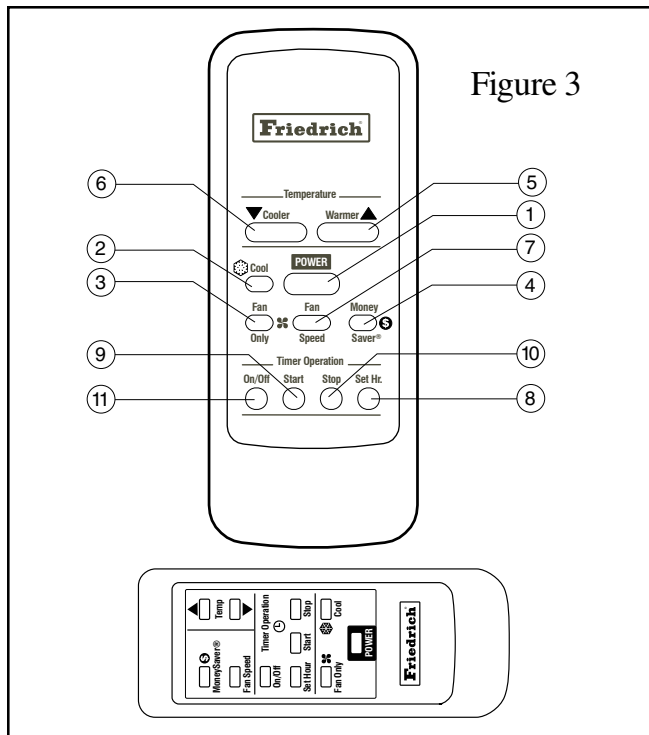 Figure 3
Friedrich
Temperature
6
5
Cooler
Warmer
1
2
Cool
POWER
7
3
Fan
Fan
Money
4
Only
Speed
Saver®
9
Timer Operation
10
On/Off
Start
Stop
Set Hr.
11
8
Temp
MoneySaver®
Fan Speed
Timer Operation
On/Off
Set Hour
Start
Stop
Fan Only
Cool
POWER
Friedrich